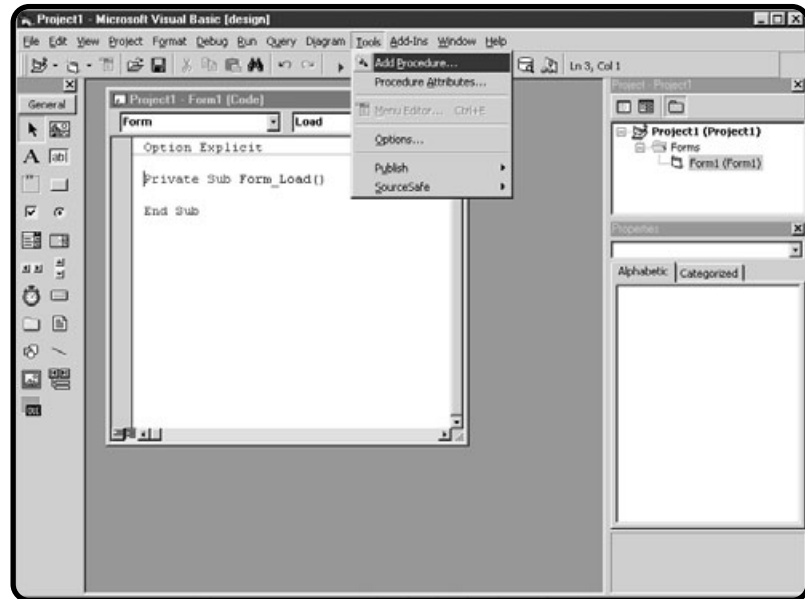 Project1 - Microsoft Visual Basic [design]
File Edit View Project Format Debug Run Query Diagram Tools Add-Ins Window Help
Ln 3, Col 1
General
A
ab
Project1 - Form1 (Code)
Form
Load
Option Explicit
Private Sub Form_Load()
End Sub
Add Procedure...
Procedure Attributes...
Menu Editor... Ctrl+E
Options...
Publish
SourceSafe
Project - Project1
Project1 (Project1)
Forms
Form1 (Form1)
Properties
Alphabetic
Categorized